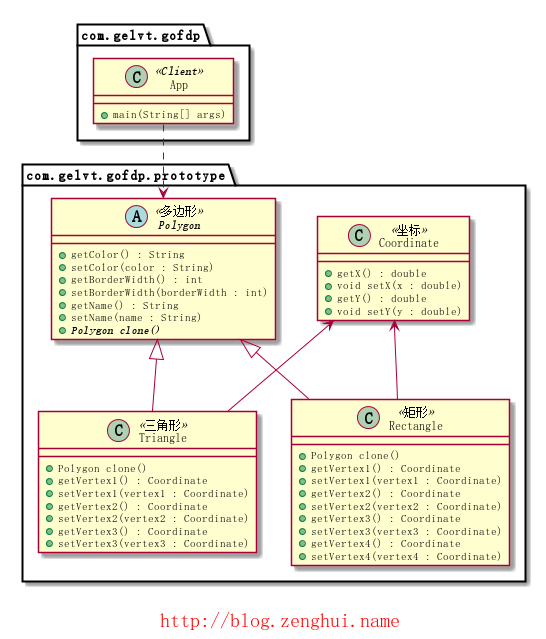 com.gelvt.gofdp
C
«Client»
App
main(String[] args)
com.gelvt.gofdp.prototype
A
«多边形»
Polygon
getColor() : String
setColor(color : String)
getBorderWidth() : int
setBorderWidth(borderWidth : int)
getName() : String
setName(name : String)
Polygon clone()
C
«坐标»
Coordinate
getX() : double
void setX(x : double)
getY() : double
void setY(y : double)
C
«三角形»
Triangle
Polygon clone()
getVertex1() : Coordinate
setVertex1(vertex1 : Coordinate)
getVertex2() : Coordinate
setVertex2(vertex2 : Coordinate)
getVertex3() : Coordinate
setVertex3(vertex3 : Coordinate)
C
«矩形»
Rectangle
Polygon clone()
getVertex1() : Coordinate
setVertex1(vertex1 : Coordinate)
getVertex2() : Coordinate
setVertex2(vertex2 : Coordinate)
getVertex3() : Coordinate
setVertex3(vertex3 : Coordinate)
getVertex4() : Coordinate
setVertex4(vertex4 : Coordinate)
http://blog.zenghui.name